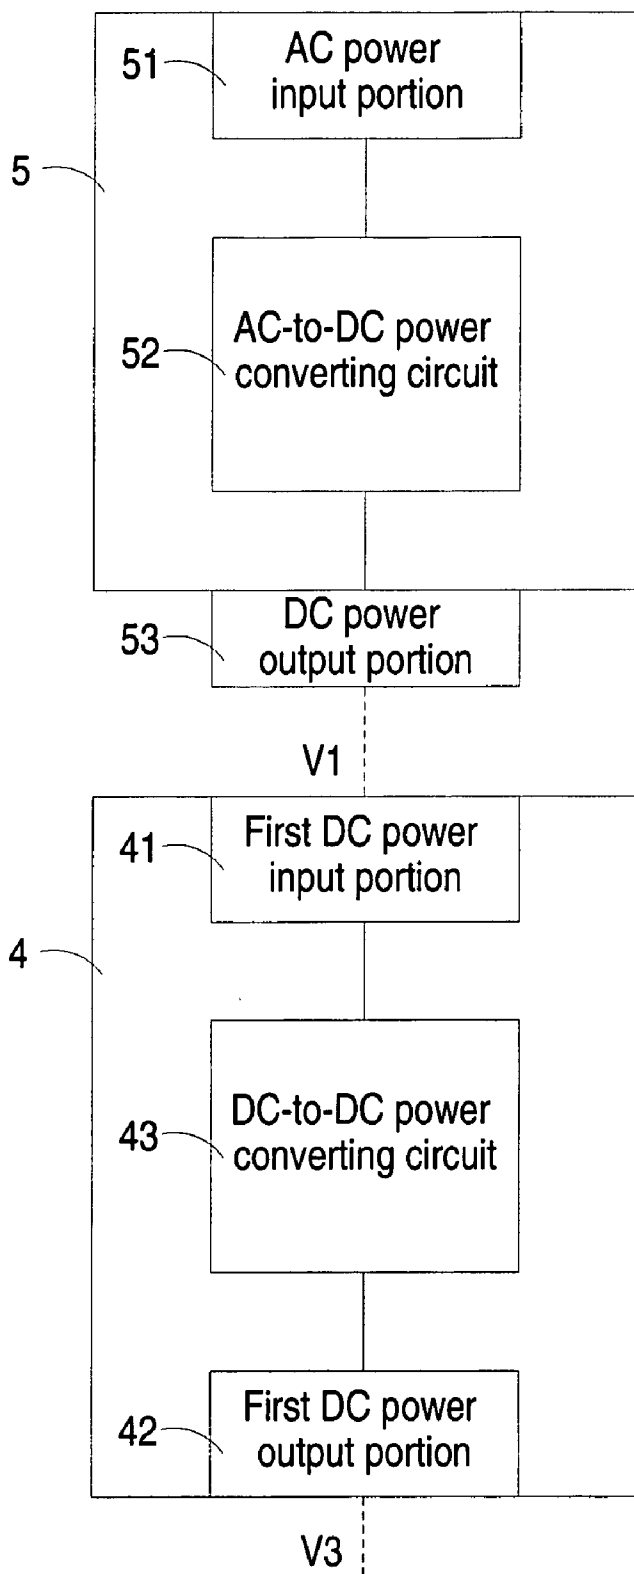 51
AC power
input portion
5
52
AC-to-DC power
converting circuit
53
DC power
output portion
V1
41
First DC power
input portion
4
43
DC-to-DC power
converting circuit
42
First DC power
output portion
V3